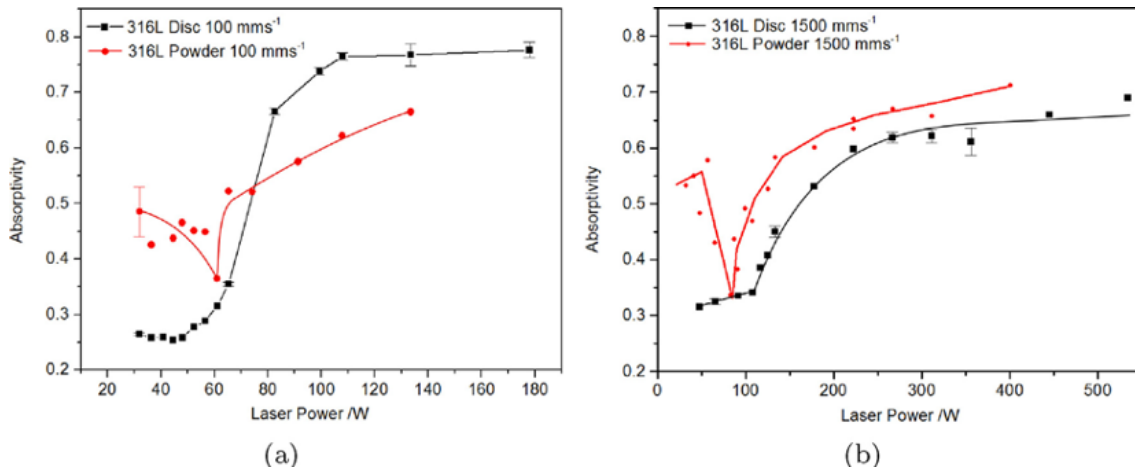 316L Disc 100 mms⁻¹
316L Powder 100 mms⁻¹
0.8
0.7
0.6
0.5
0.4
0.3
0.2
Absorptivity
20 40 60 80 100 120 140 160 180
Laser Power /W
(a)
316L Disc 1500 mms⁻¹
316L Powder 1500 mms⁻¹
0.8
0.7
0.6
0.5
0.4
0.3
0.2
Absorptivity
0 100 200 300 400 500
Laser Power /W
(b)